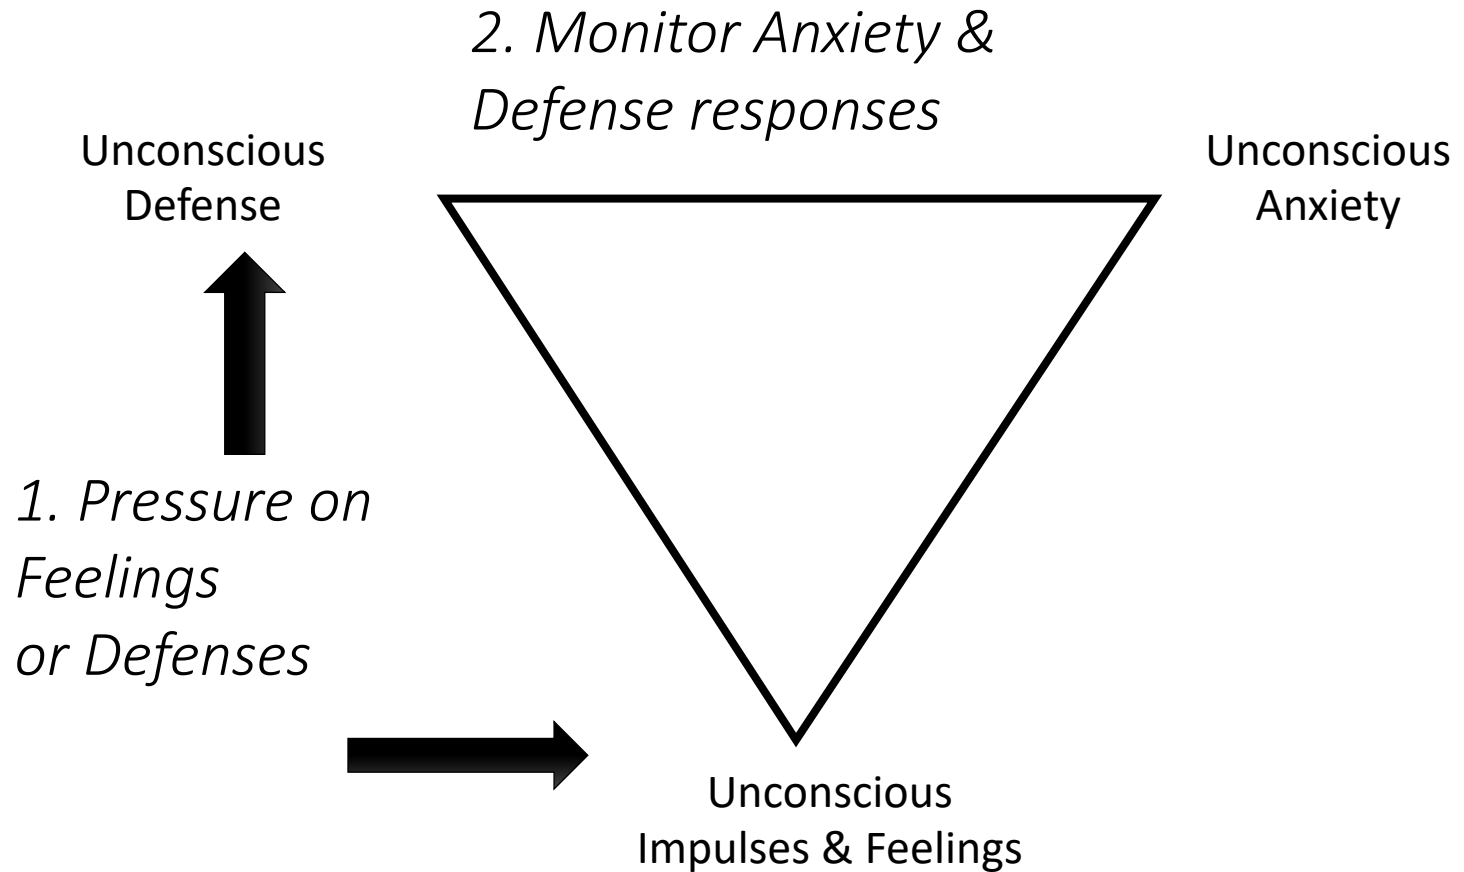 2. Monitor Anxiety &
Defense responses
Unconscious
Defense
Unconscious
Anxiety
1. Pressure on
Feelings
or Defenses
Unconscious
Impulses & Feelings